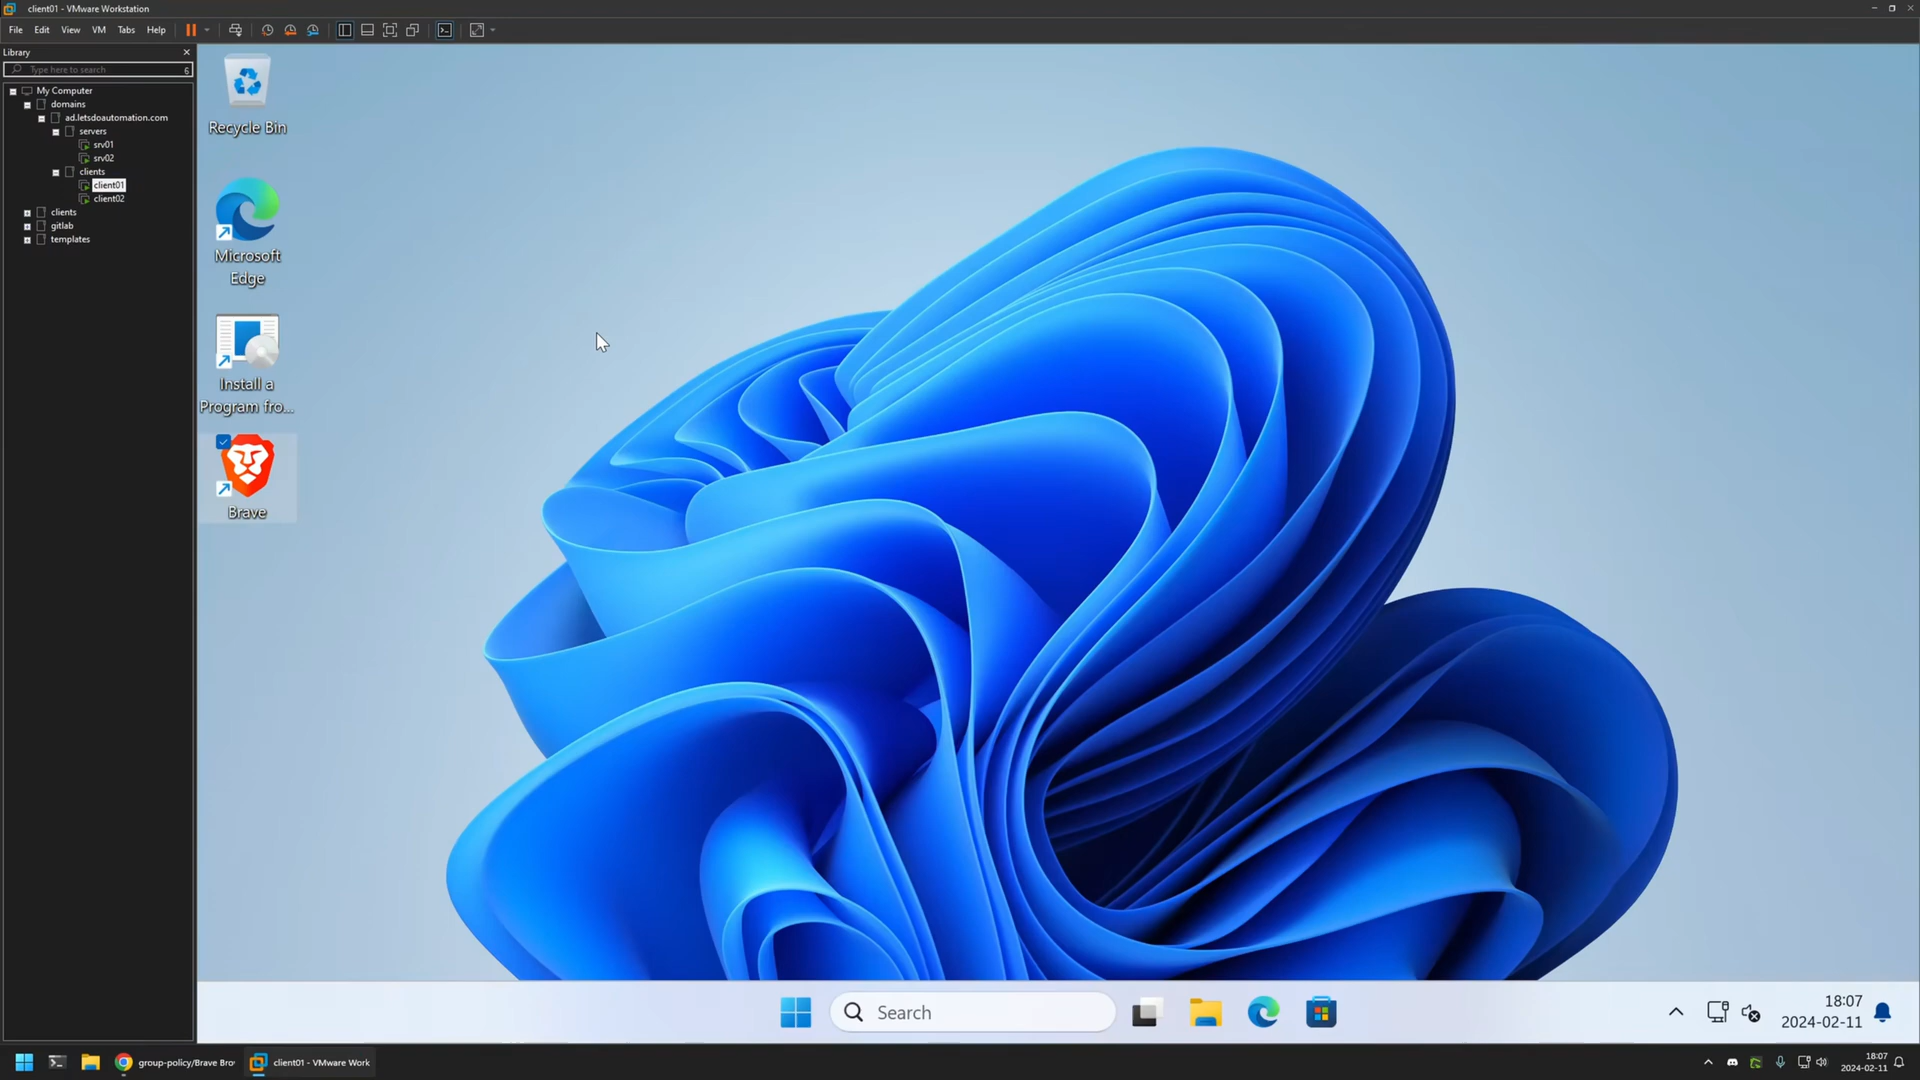 client01 - VMware Workstation
File Edit View VM Tabs Help
Library
Type here to search
6
My Computer
domains
ad.letsdoautomation.com
servers
srv01
srv02
clients
client01
client02
clients
gitlab
templates
Recycle Bin
Microsoft
Edge
Install a
Program fro...
Brave
Search
18:07
2024-02-11
group-policy/Brave Bro
client01 - VMware Work
18:07
2024-02-11